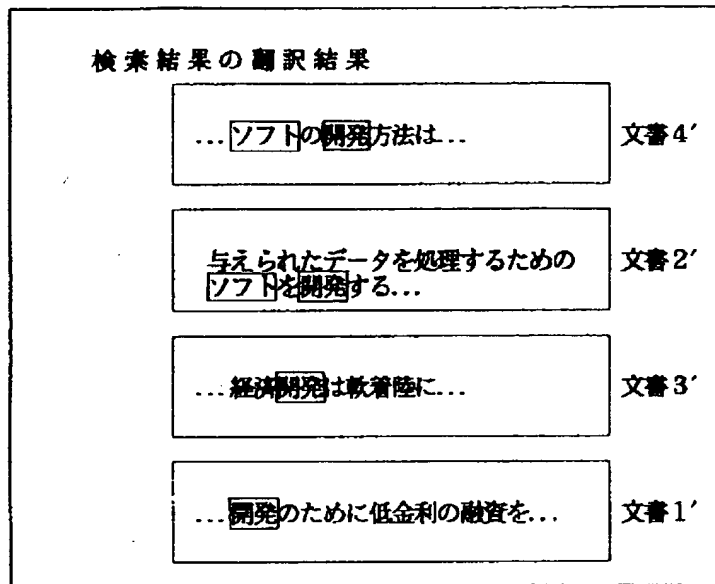 検索結果の翻訳結果
...ソフトの開発方法は... 文書4′
与えられたデータを処理するための 文書2′
ソフトを開発する...
...経済開発は軟着陸に... 文書3′
...開発のために低金利の融資を... 文書1′